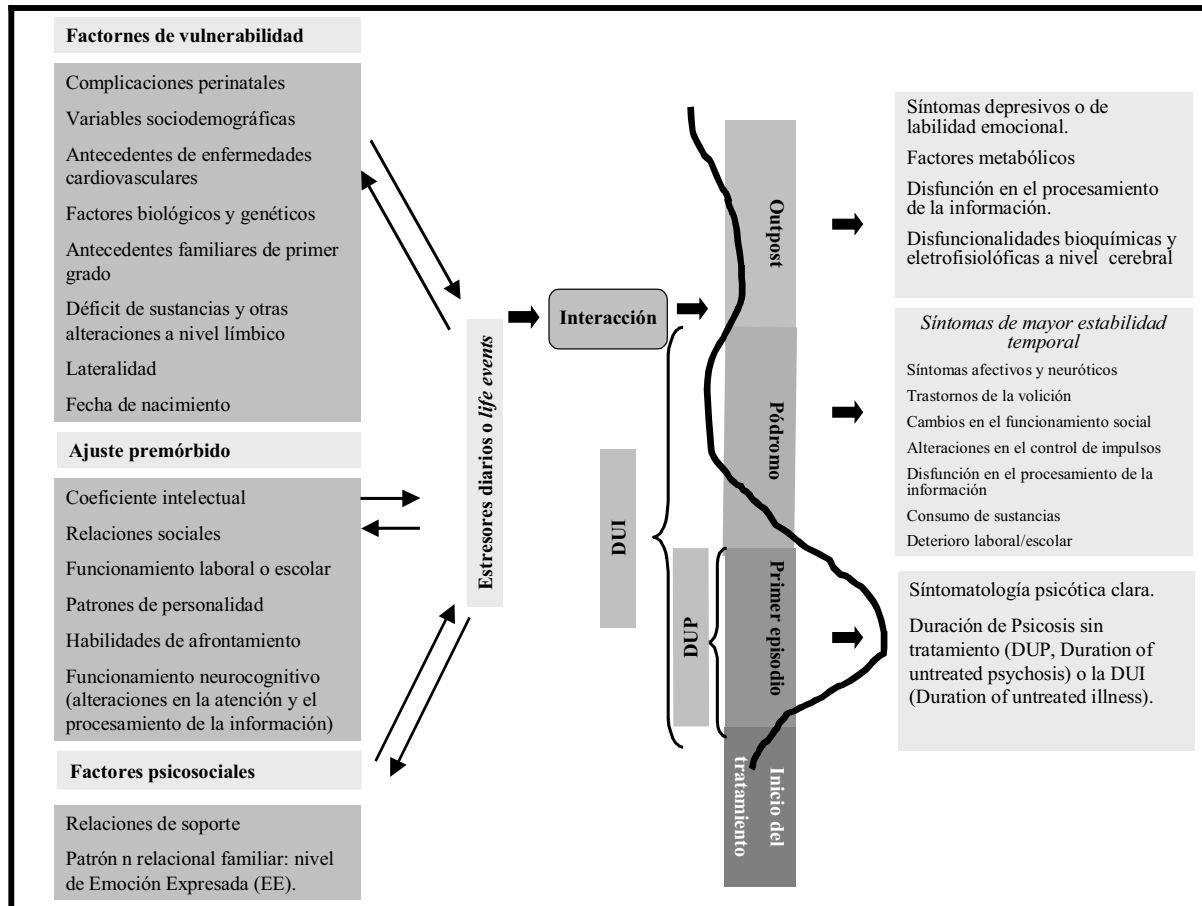 Factornes de vulnerabilidad
Complicaciones perinatales
Variables sociodemográficas
Antecedentes de enfermedades
cardiovasculares
Factores biológicos y genéticos
Antecedentes familiares de primer
grado
Déficit de sustancias y otras
alteraciones a nivel límbico
Lateralidad
Fecha de nacimiento
Ajuste premórbido
Coeficiente intelectual
Relaciones sociales
Funcionamiento laboral o escolar
Patrones de personalidad
Habilidades de afrontamiento
Funcionamiento neurocognitivo
(alteraciones en la atención y el
procesamiento de la información)
Factores psicosociales
Relaciones de soporte
Patrón n relacional familiar: nivel
de Emoción Expresada (EE).
Estresores diarios o life events
Interacción
DUI
DUP
Outpost
Pódromo
Primer episodio
Inicio del
tratamiento
Síntomas depresivos o de
labilidad emocional.
Factores metabólicos
Disfunción en el procesamiento
de la información.
Disfuncionalidades bioquímicas y
eletrofisiolóficas a nivel cerebral
Síntomas de mayor estabilidad
temporal
Síntomas afectivos y neuróticos
Trastornos de la volición
Cambios en el funcionamiento social
Alteraciones en el control de impulsos
Disfunción en el procesamiento de la
información
Consumo de sustancias
Deterioro laboral/escolar
Síntomatología psicótica clara.
Duración de Psicosis sin
tratamiento (DUP, Duration of
untreated psychosis) o la DUI
(Duration of untreated illness).